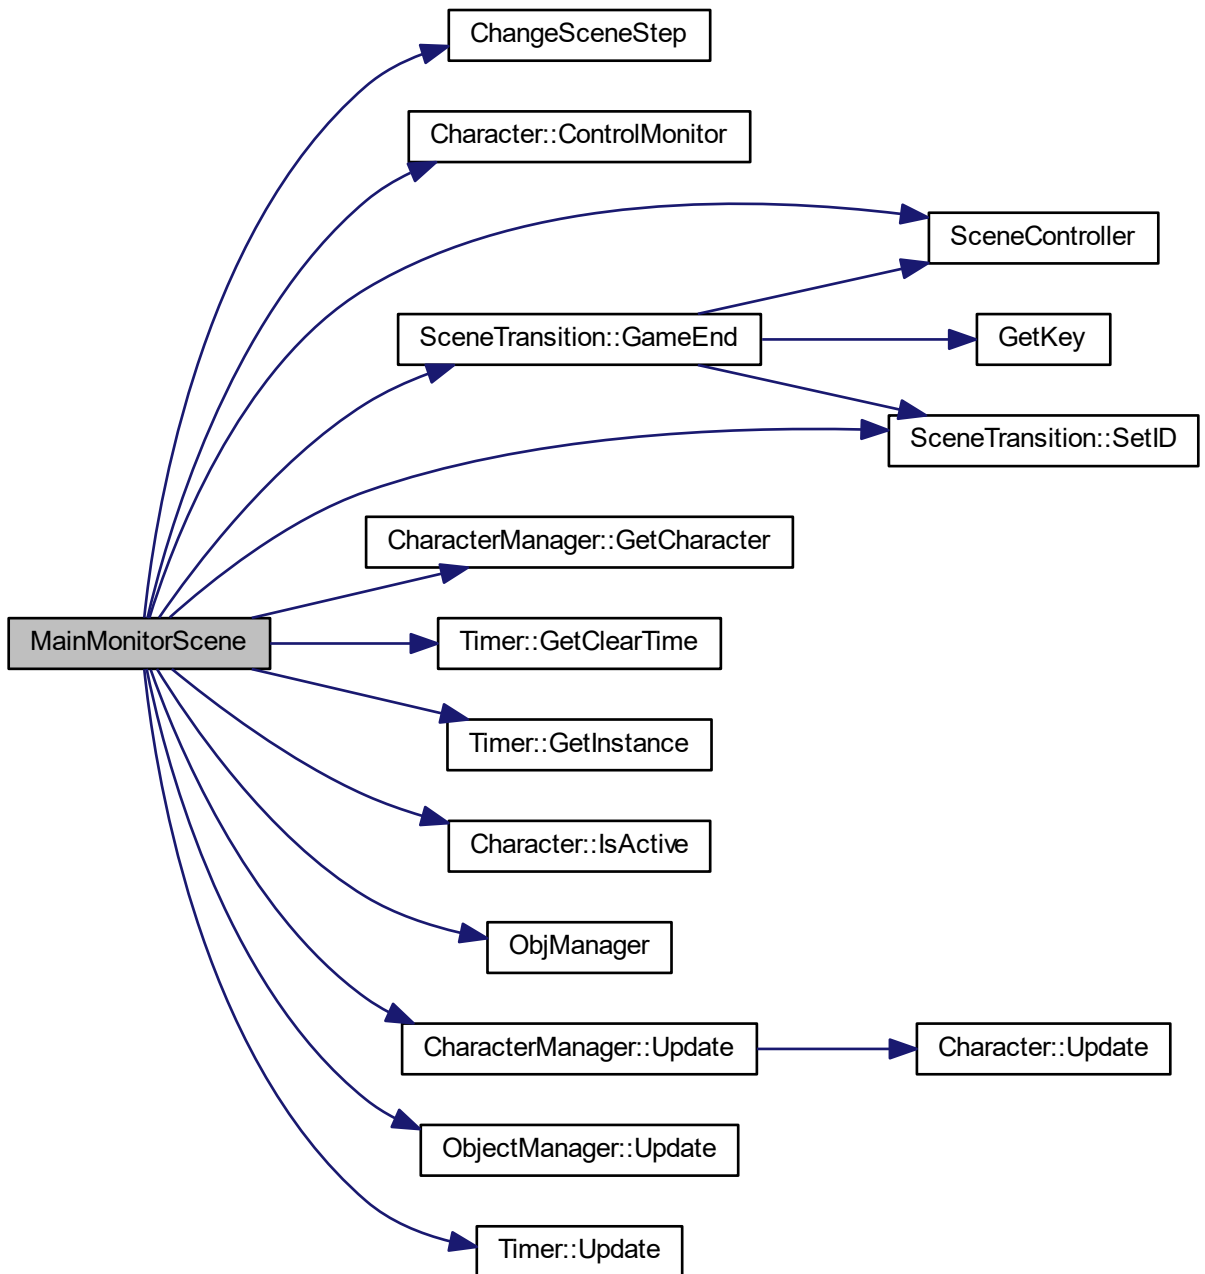 ChangeSceneStep
Character::ControlMonitor
SceneController
SceneTransition::GameEnd
GetKey
SceneTransition::SetID
CharacterManager::GetCharacter
MainMonitorScene
Timer::GetClearTime
Timer::GetInstance
Character::IsActive
ObjManager
CharacterManager::Update
Character::Update
ObjectManager::Update
Timer::Update